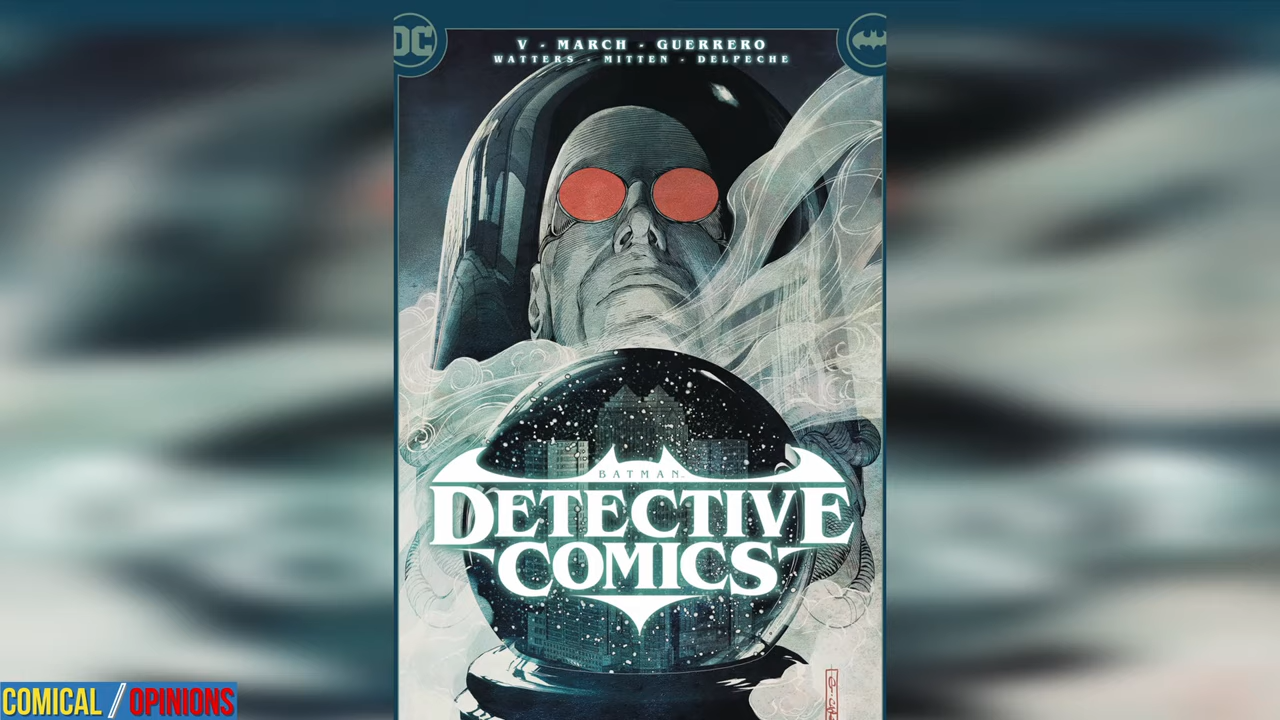 DC
V - MARCH - GUERRERO
WATTERS - MITTEN - DELPECHE
BATMAN
DETECTIVE
COMICS
COMICAL / OPINIONS